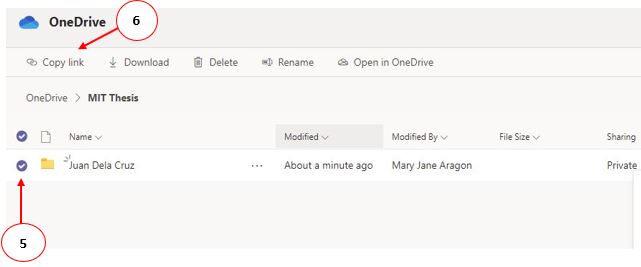 OneDrive
6
Copy link Download Delete Rename Open in OneDrive
OneDrive > MIT Thesis
Name Modified Modified By File Size Sharing
Juan Dela Cruz ... About a minute ago Mary Jane Aragon Private
5